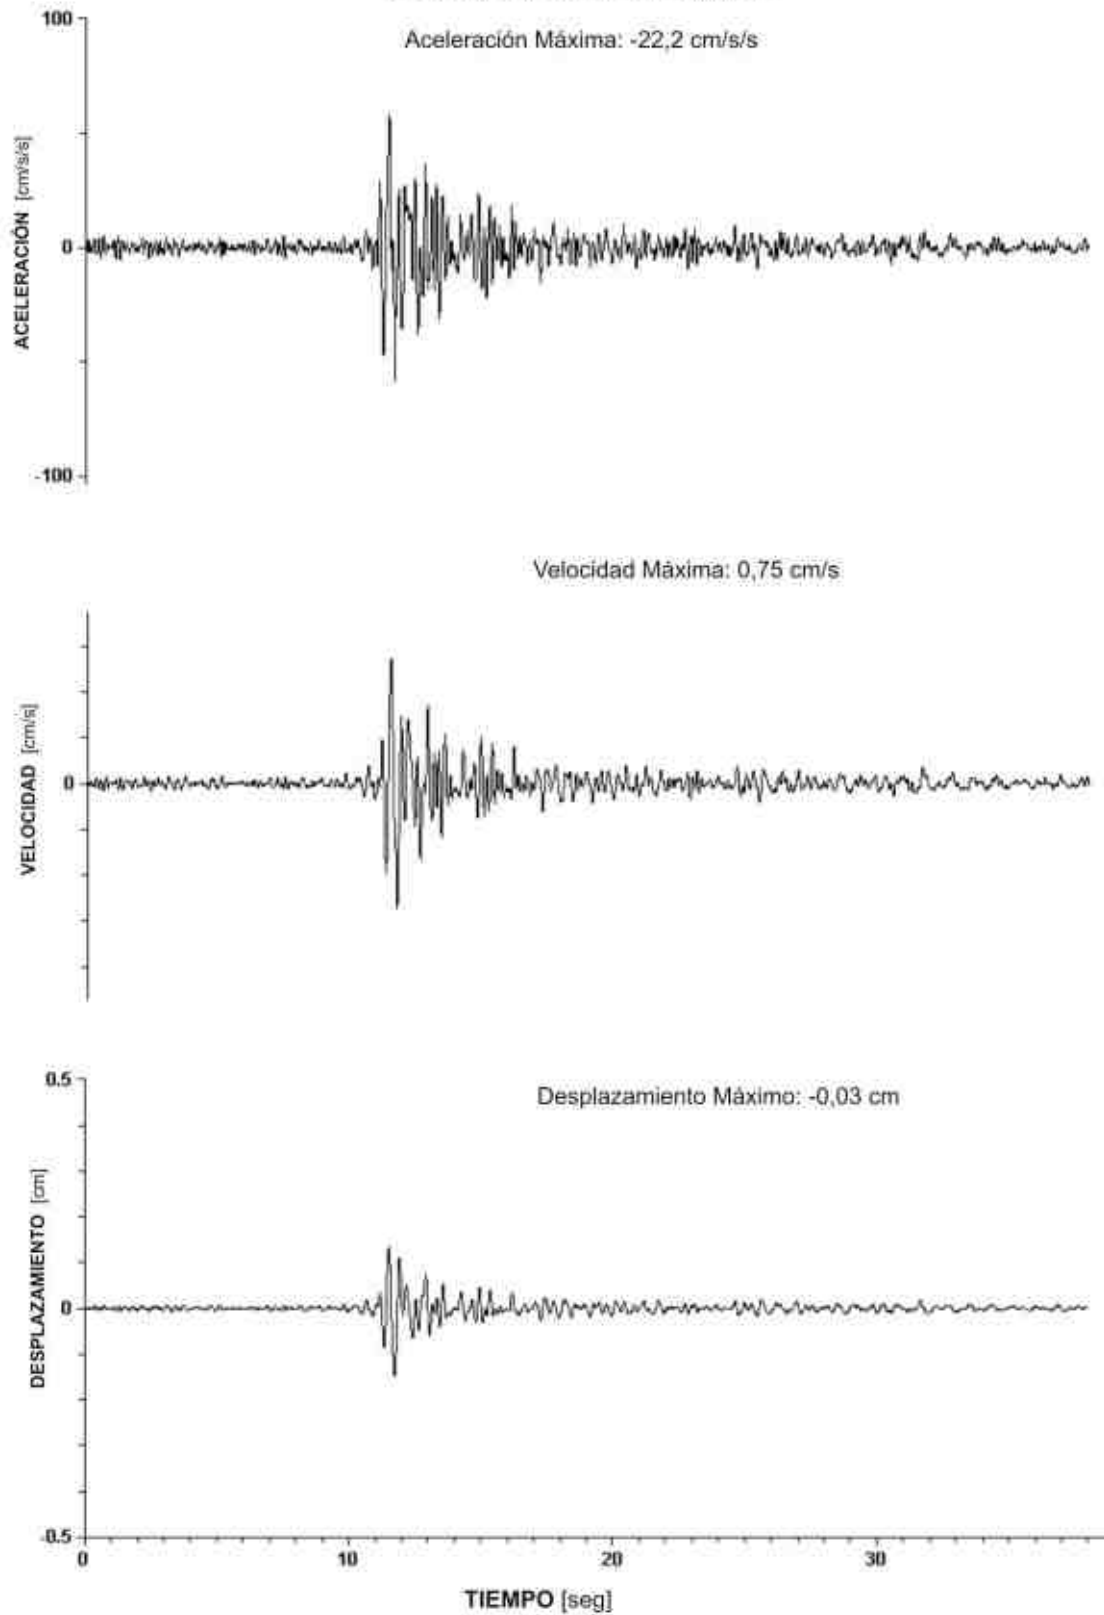 100
Aceleración Máxima: -22,2 cm/s/s
ACELERACIÓN [cm/s/s]
0
-100
Velocidad Máxima: 0,75 cm/s
VELOCIDAD [cm/s]
0
0.5
Desplazamiento Máximo: -0,03 cm
DESPLAZAMIENTO [cm]
0
-0.5
0 10 20 30
TIEMPO [seg]